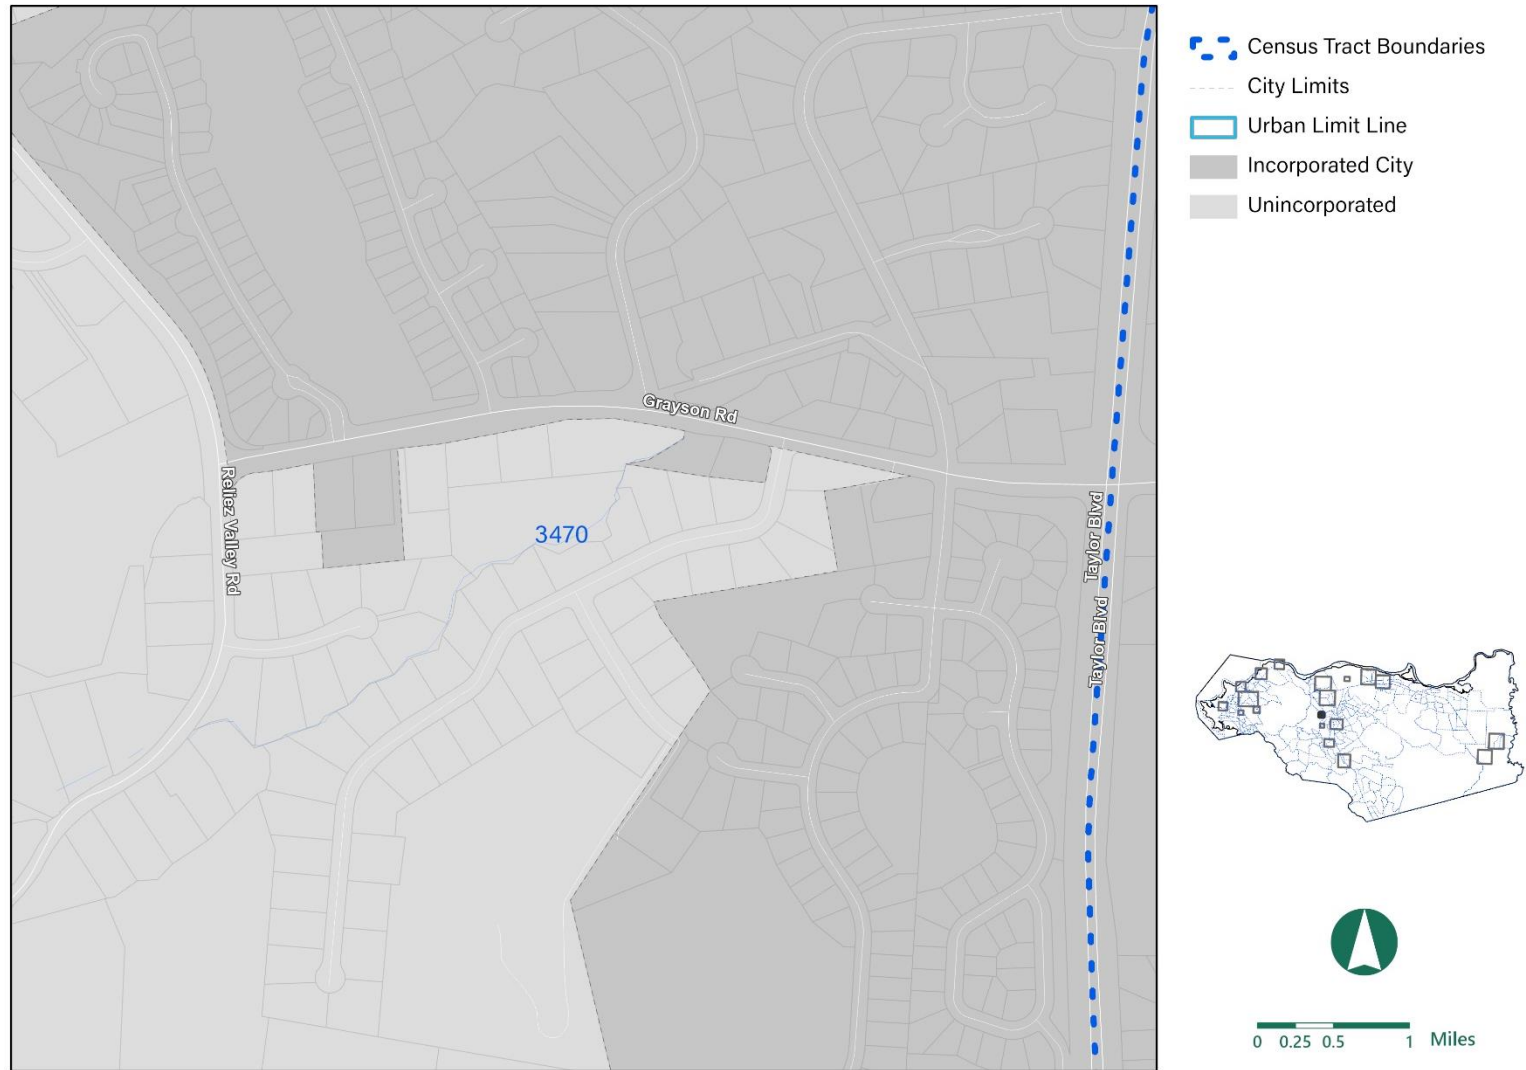 Census Tract Boundaries
City Limits
Urban Limit Line
Incorporated City
Unincorporated
Grayson Rd
Reliez Valley Rd
3470
Taylor Blvd
Taylor Blvd
0 0.25 0.5 1 Miles